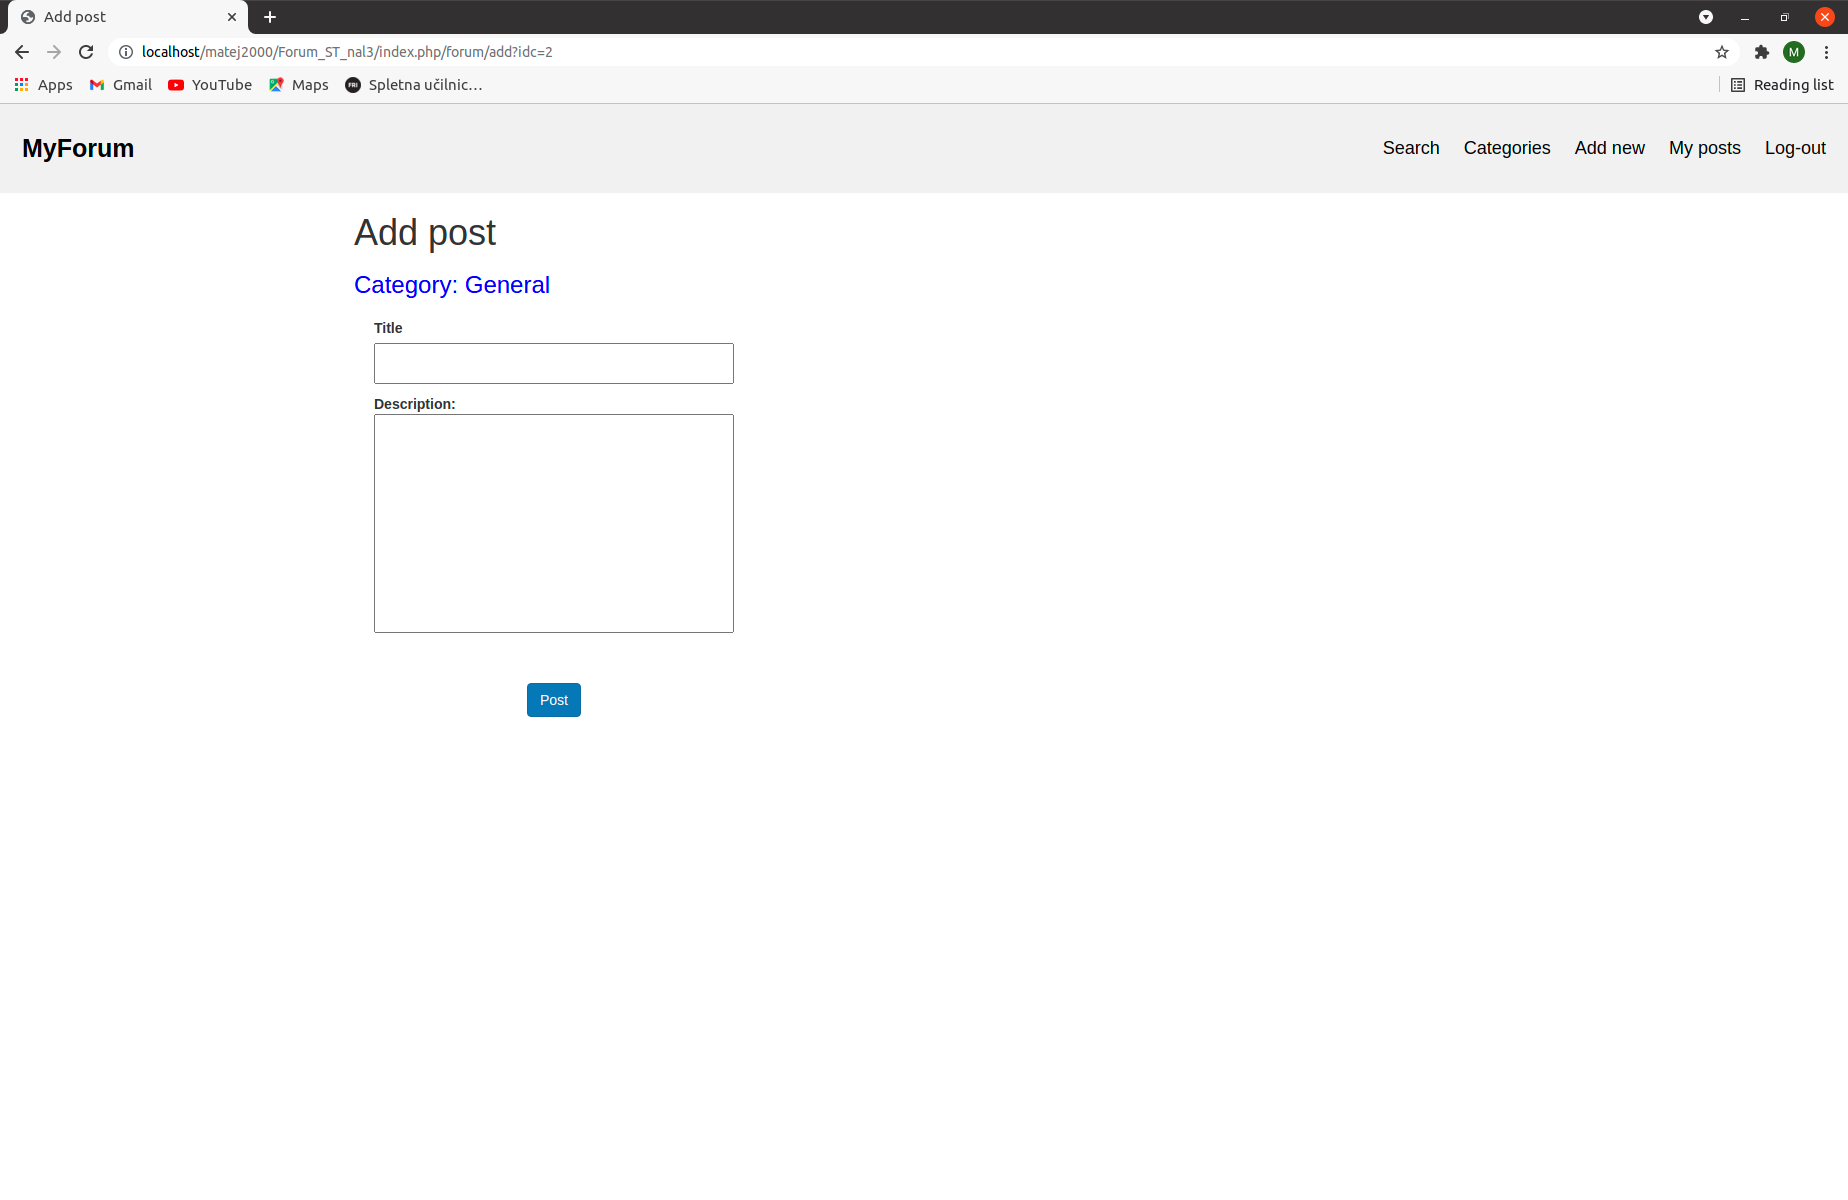 Add post
localhost/matej2000/Forum_ST_nal3/index.php/forum/add?idc=2
M
Apps Gmail YouTube Maps FRI Spletna učilnic… Reading list
MyForum Search Categories Add new My posts Log-out
Add post
Category: General
Title
Description:
Post